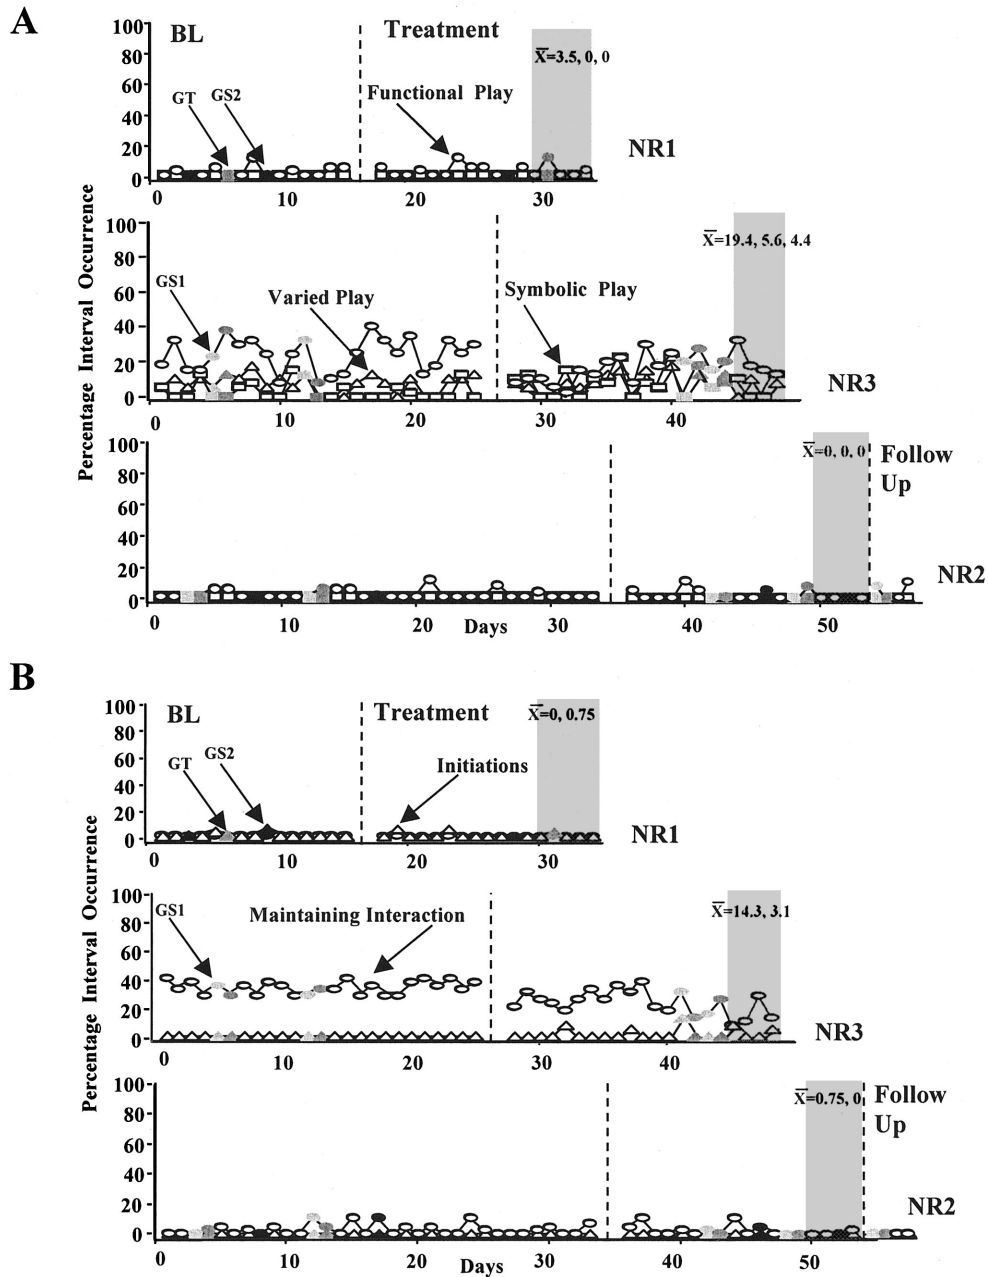 A
BL
Treatment
X̅=3.5, 0, 0
GT
GS2
Functional Play
NR1
100
80
60
40
20
0
0
10
20
30
Percentage Interval Occurrence
X̅=19.4, 5.6, 4.4
GS1
Varied Play
Symbolic Play
NR3
100
80
60
40
20
0
0
10
20
30
40
X̅=0, 0, 0
Follow
Up
NR2
100
80
60
40
20
0
0
10
20
30
40
50
Days
B
BL
Treatment
X̅=0, 0.75
GT
GS2
Initiations
NR1
100
80
60
40
20
0
0
10
20
30
Percentage Interval Occurrence
X̅=14.3, 3.1
GS1
Maintaining Interaction
NR3
100
80
60
40
20
0
0
10
20
30
40
X̅=0.75, 0
Follow
Up
NR2
100
80
60
40
20
0
0
10
20
30
40
50
Days